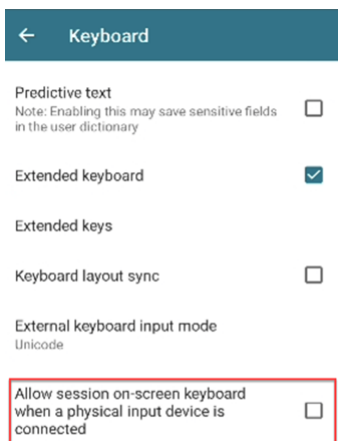 Keyboard
Predictive text
Note: Enabling this may save sensitive fields
in the user dictionary
Extended keyboard
Extended keys
Keyboard layout sync
External keyboard input mode
Unicode
Allow session on-screen keyboard
when a physical input device is
connected